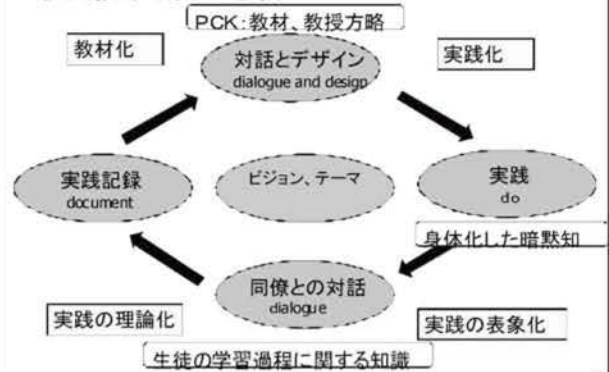 PCK:教材、教授方略
教材化
対話とデザイン
dialogue and design
実践化
実践記録
document
ビジョン、テーマ
実践
do
身体化した暗黙知
同僚との対話
dialogue
実践の理論化
実践の表象化
生徒の学習過程に関する知識